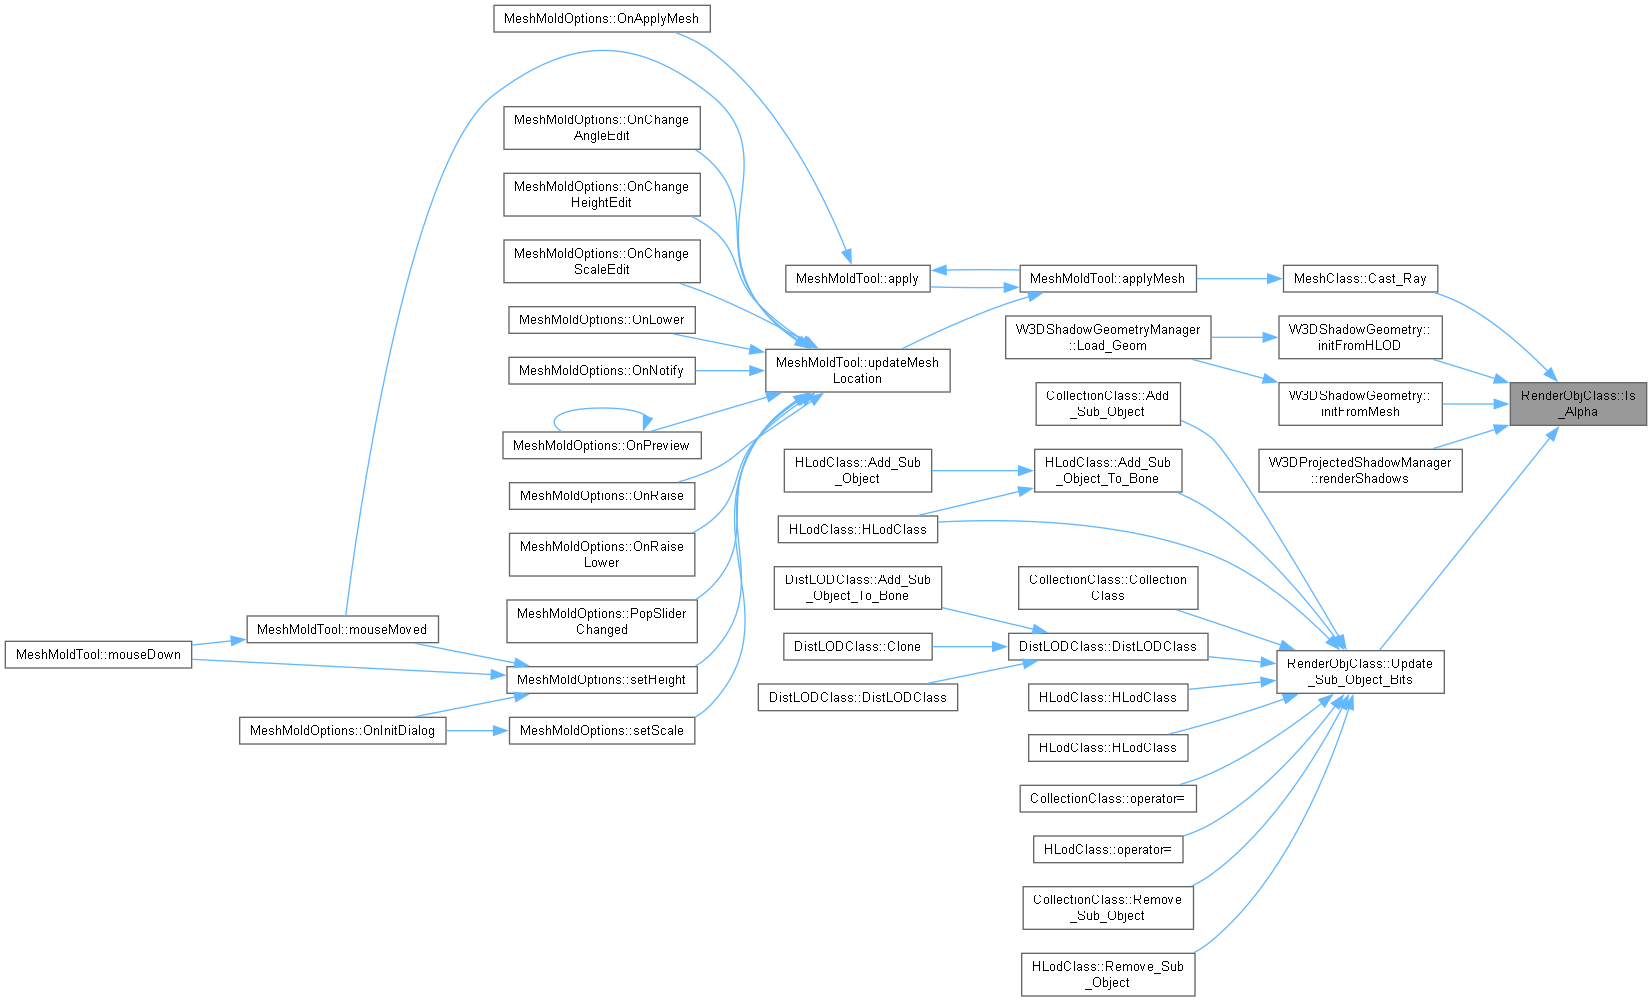 MeshMoldOptions::OnApplyMesh
MeshMoldOptions::OnChange
AngleEdit
MeshMoldOptions::OnChange
HeightEdit
MeshMoldOptions::OnChange
ScaleEdit
MeshMoldOptions::OnLower
MeshMoldOptions::OnNotify
MeshMoldOptions::OnPreview
MeshMoldOptions::OnRaise
MeshMoldOptions::OnRaise
Lower
MeshMoldOptions::PopSlider
Changed
MeshMoldTool::mouseMoved
MeshMoldTool::mouseDown
MeshMoldOptions::setHeight
MeshMoldOptions::OnInitDialog
MeshMoldOptions::setScale
MeshMoldTool::apply
MeshMoldTool::applyMesh
MeshClass::Cast_Ray
MeshMoldTool::updateMesh
Location
W3DShadowGeometryManager
::Load_Geom
W3DShadowGeometry::
initFromHLOD
W3DShadowGeometry::
initFromMesh
RenderObjClass::Is
_Alpha
W3DProjectedShadowManager
::renderShadows
CollectionClass::Add
_Sub_Object
HLodClass::Add_Sub
_Object
HLodClass::Add_Sub
_Object_To_Bone
HLodClass::HLodClass
CollectionClass::Collection
Class
DistLODClass::Add_Sub
_Object_To_Bone
DistLODClass::Clone
DistLODClass::DistLODClass
DistLODClass::DistLODClass
RenderObjClass::Update
_Sub_Object_Bits
HLodClass::HLodClass
HLodClass::HLodClass
CollectionClass::operator=
HLodClass::operator=
CollectionClass::Remove
_Sub_Object
HLodClass::Remove_Sub
_Object